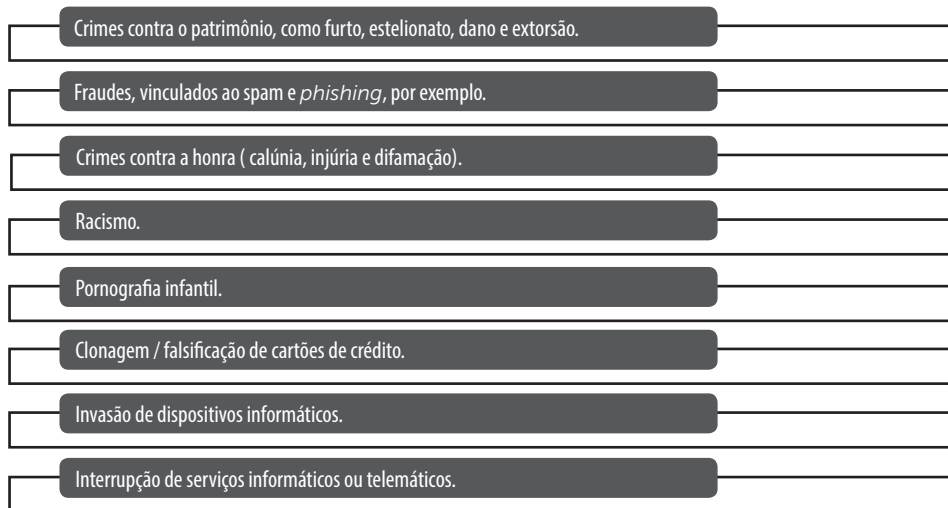 Crimes contra o patrimônio, como furto, estelionato, dano e extorsão.
Fraudes, vinculados ao spam e phishing, por exemplo.
Crimes contra a honra ( calúnia, injúria e difamação).
Racismo.
Pornografia infantil.
Clonagem / falsificação de cartões de crédito.
Invasão de dispositivos informáticos.
Interrupção de serviços informáticos ou telemáticos.